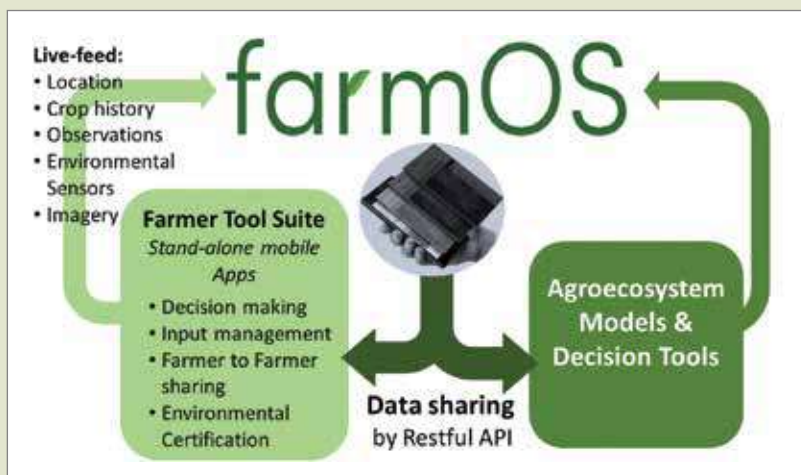 Live-feed:
• Location
• Crop history
• Observations
• Environmental
Sensors
• Imagery
farmOS
Farmer Tool Suite
Stand-alone mobile
Apps
• Decision making
• Input management
• Farmer to Farmer
sharing
• Environmental
Certification
Data sharing
by Restful API
Agroecosystem
Models &
Decision Tools